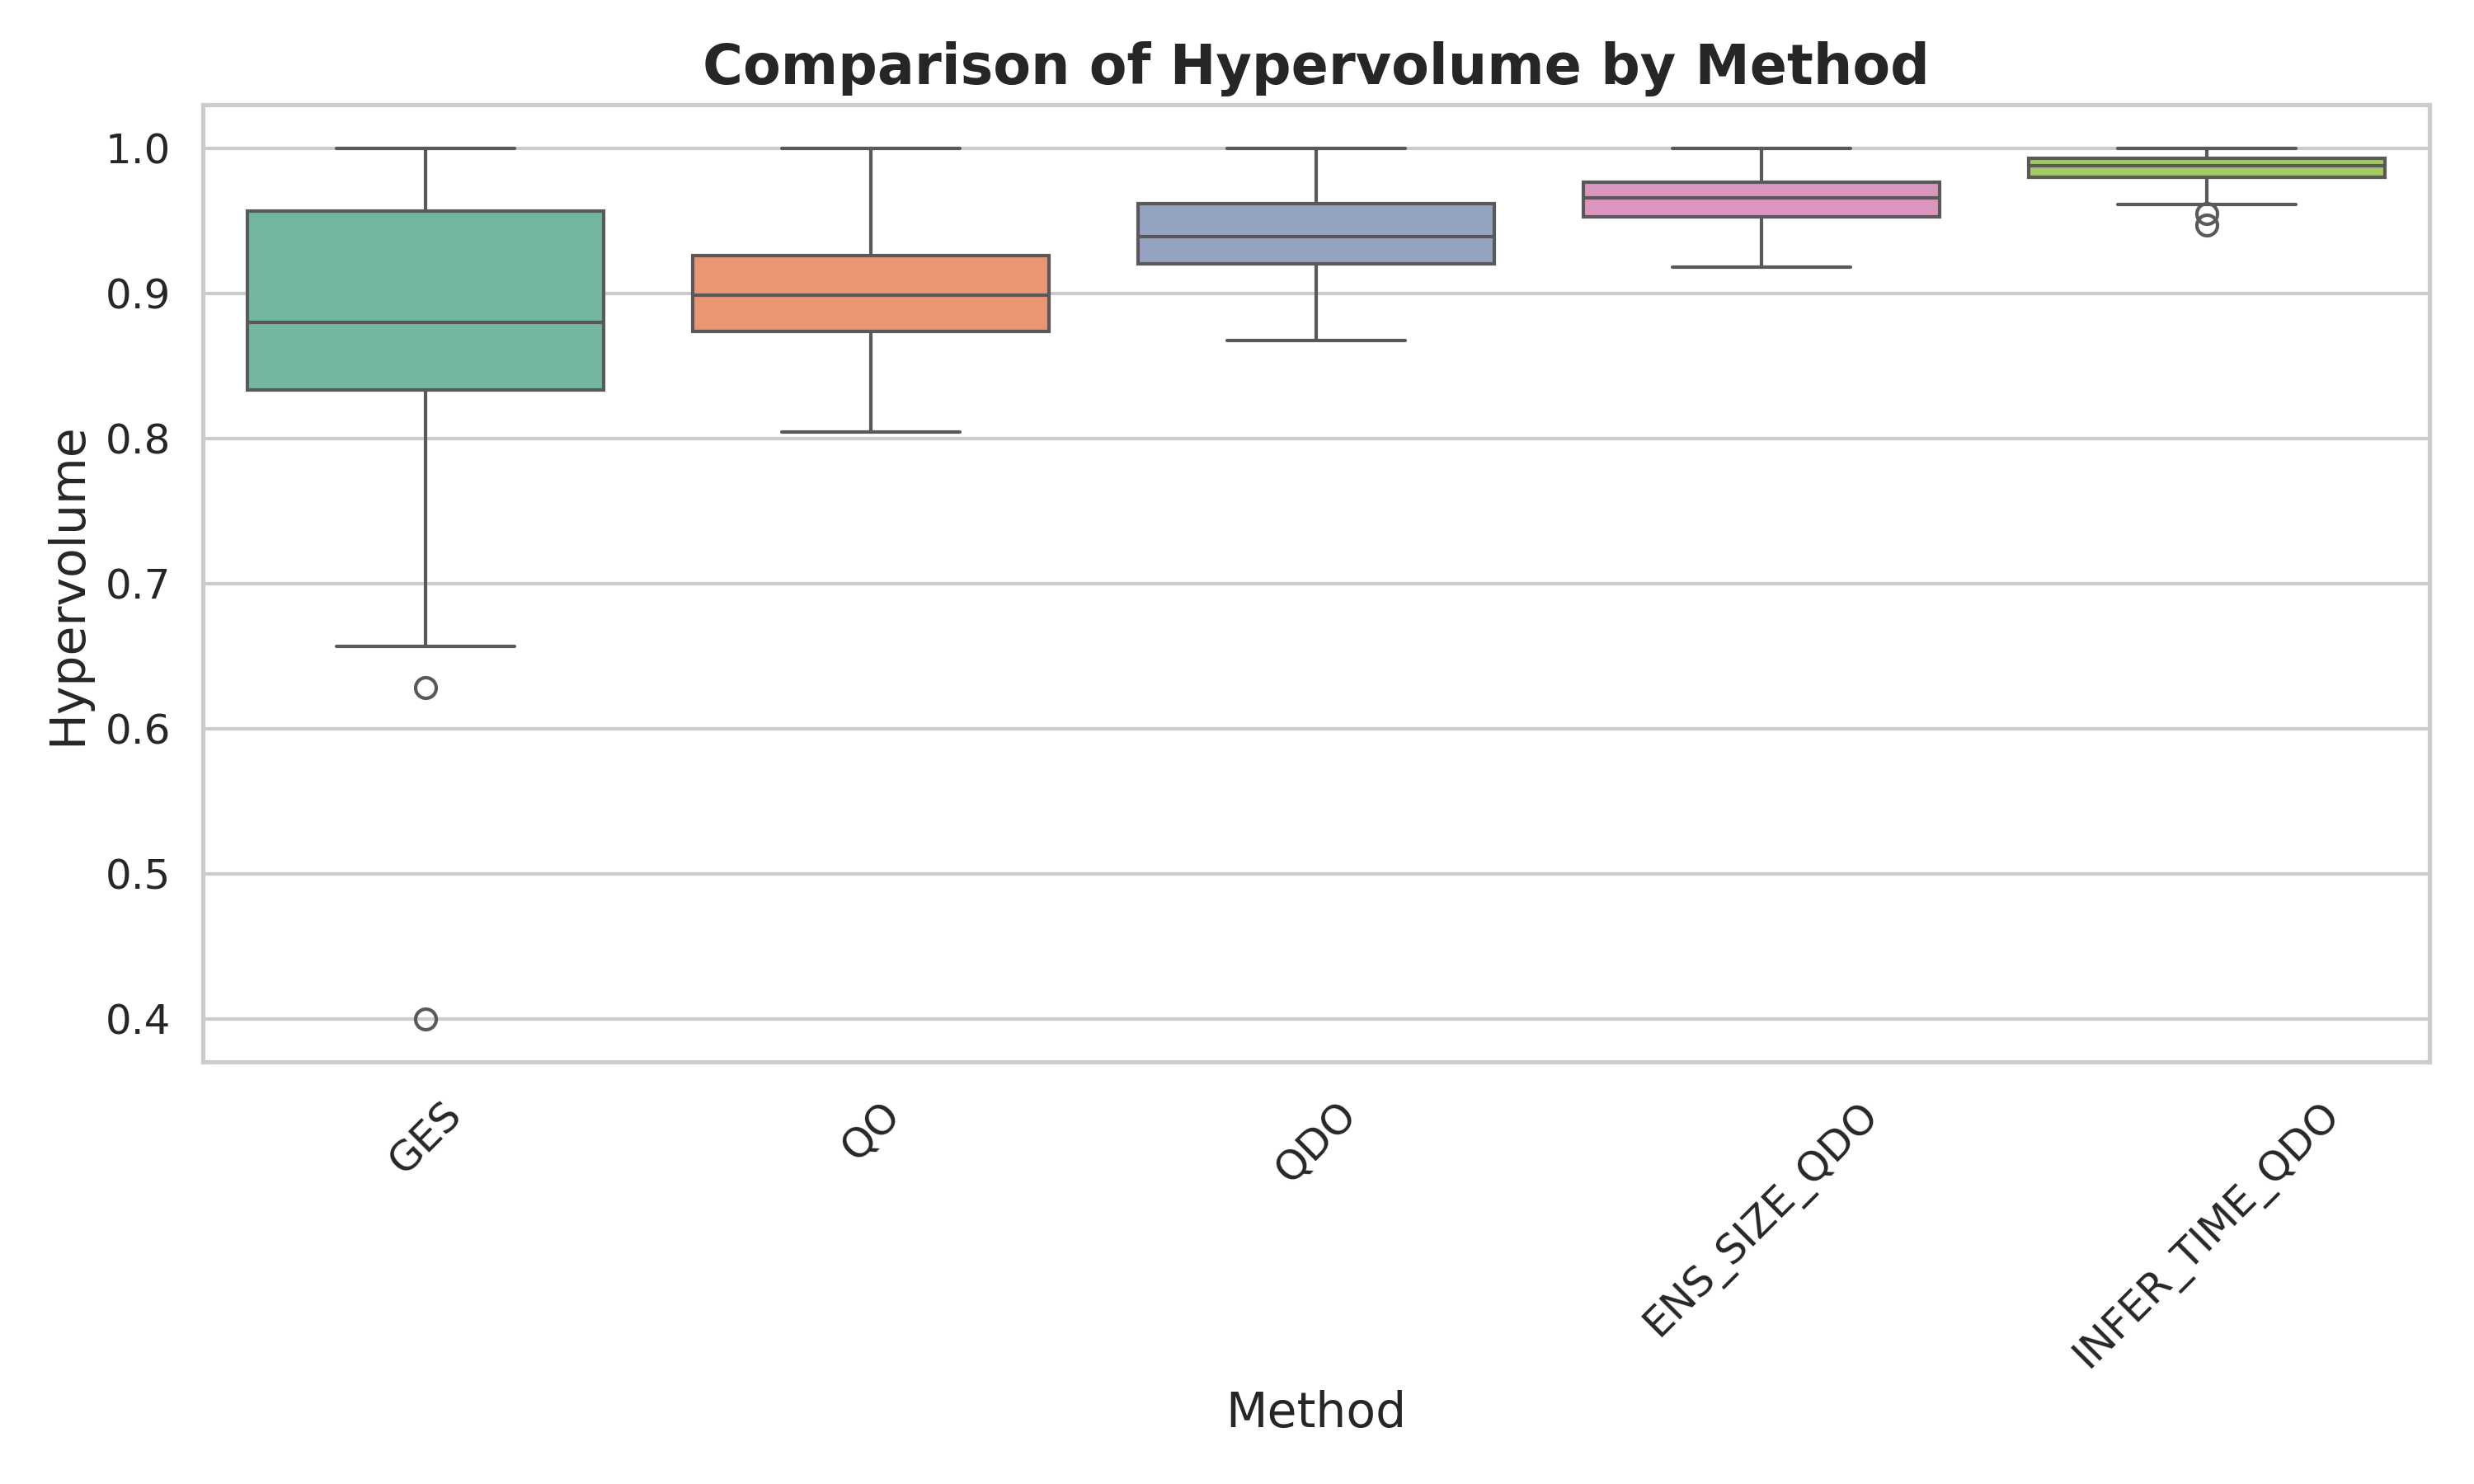 Comparison of Hypervolume by Method
Hypervolume
1.0
0.9
0.8
0.7
0.6
0.5
0.4
GES
QO
QDO
ENS_SIZE_QDO
INFER_TIME_QDO
Method